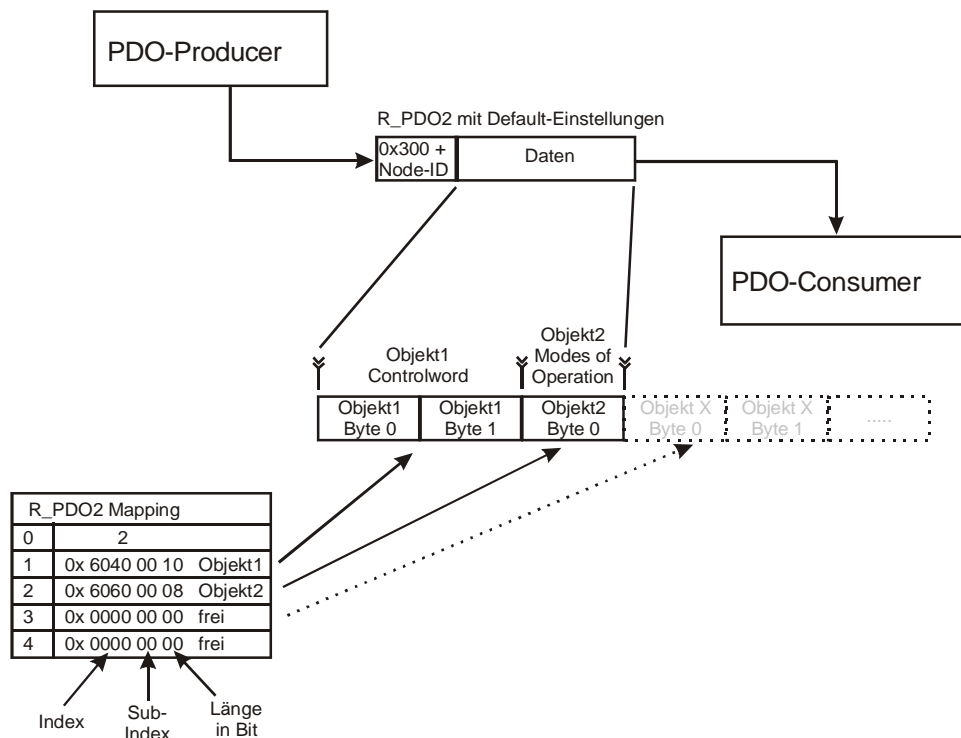 PDO-Producer
R_PDO2 mit Default-Einstellungen
0x300 +
Node-ID
Daten
PDO-Consumer
Objekt1
Controlword
Objekt2
Modes of
Operation
Objekt1
Byte 0
Objekt1
Byte 1
Objekt2
Byte 0
Objekt X
Byte 0
Objekt X
Byte 1
.....
R_PDO2 Mapping
0 2
1 0x 6040 00 10 Objekt1
2 0x 6060 00 08 Objekt2
3 0x 0000 00 00 frei
4 0x 0000 00 00 frei
Index
Sub-
Index
Länge
in Bit